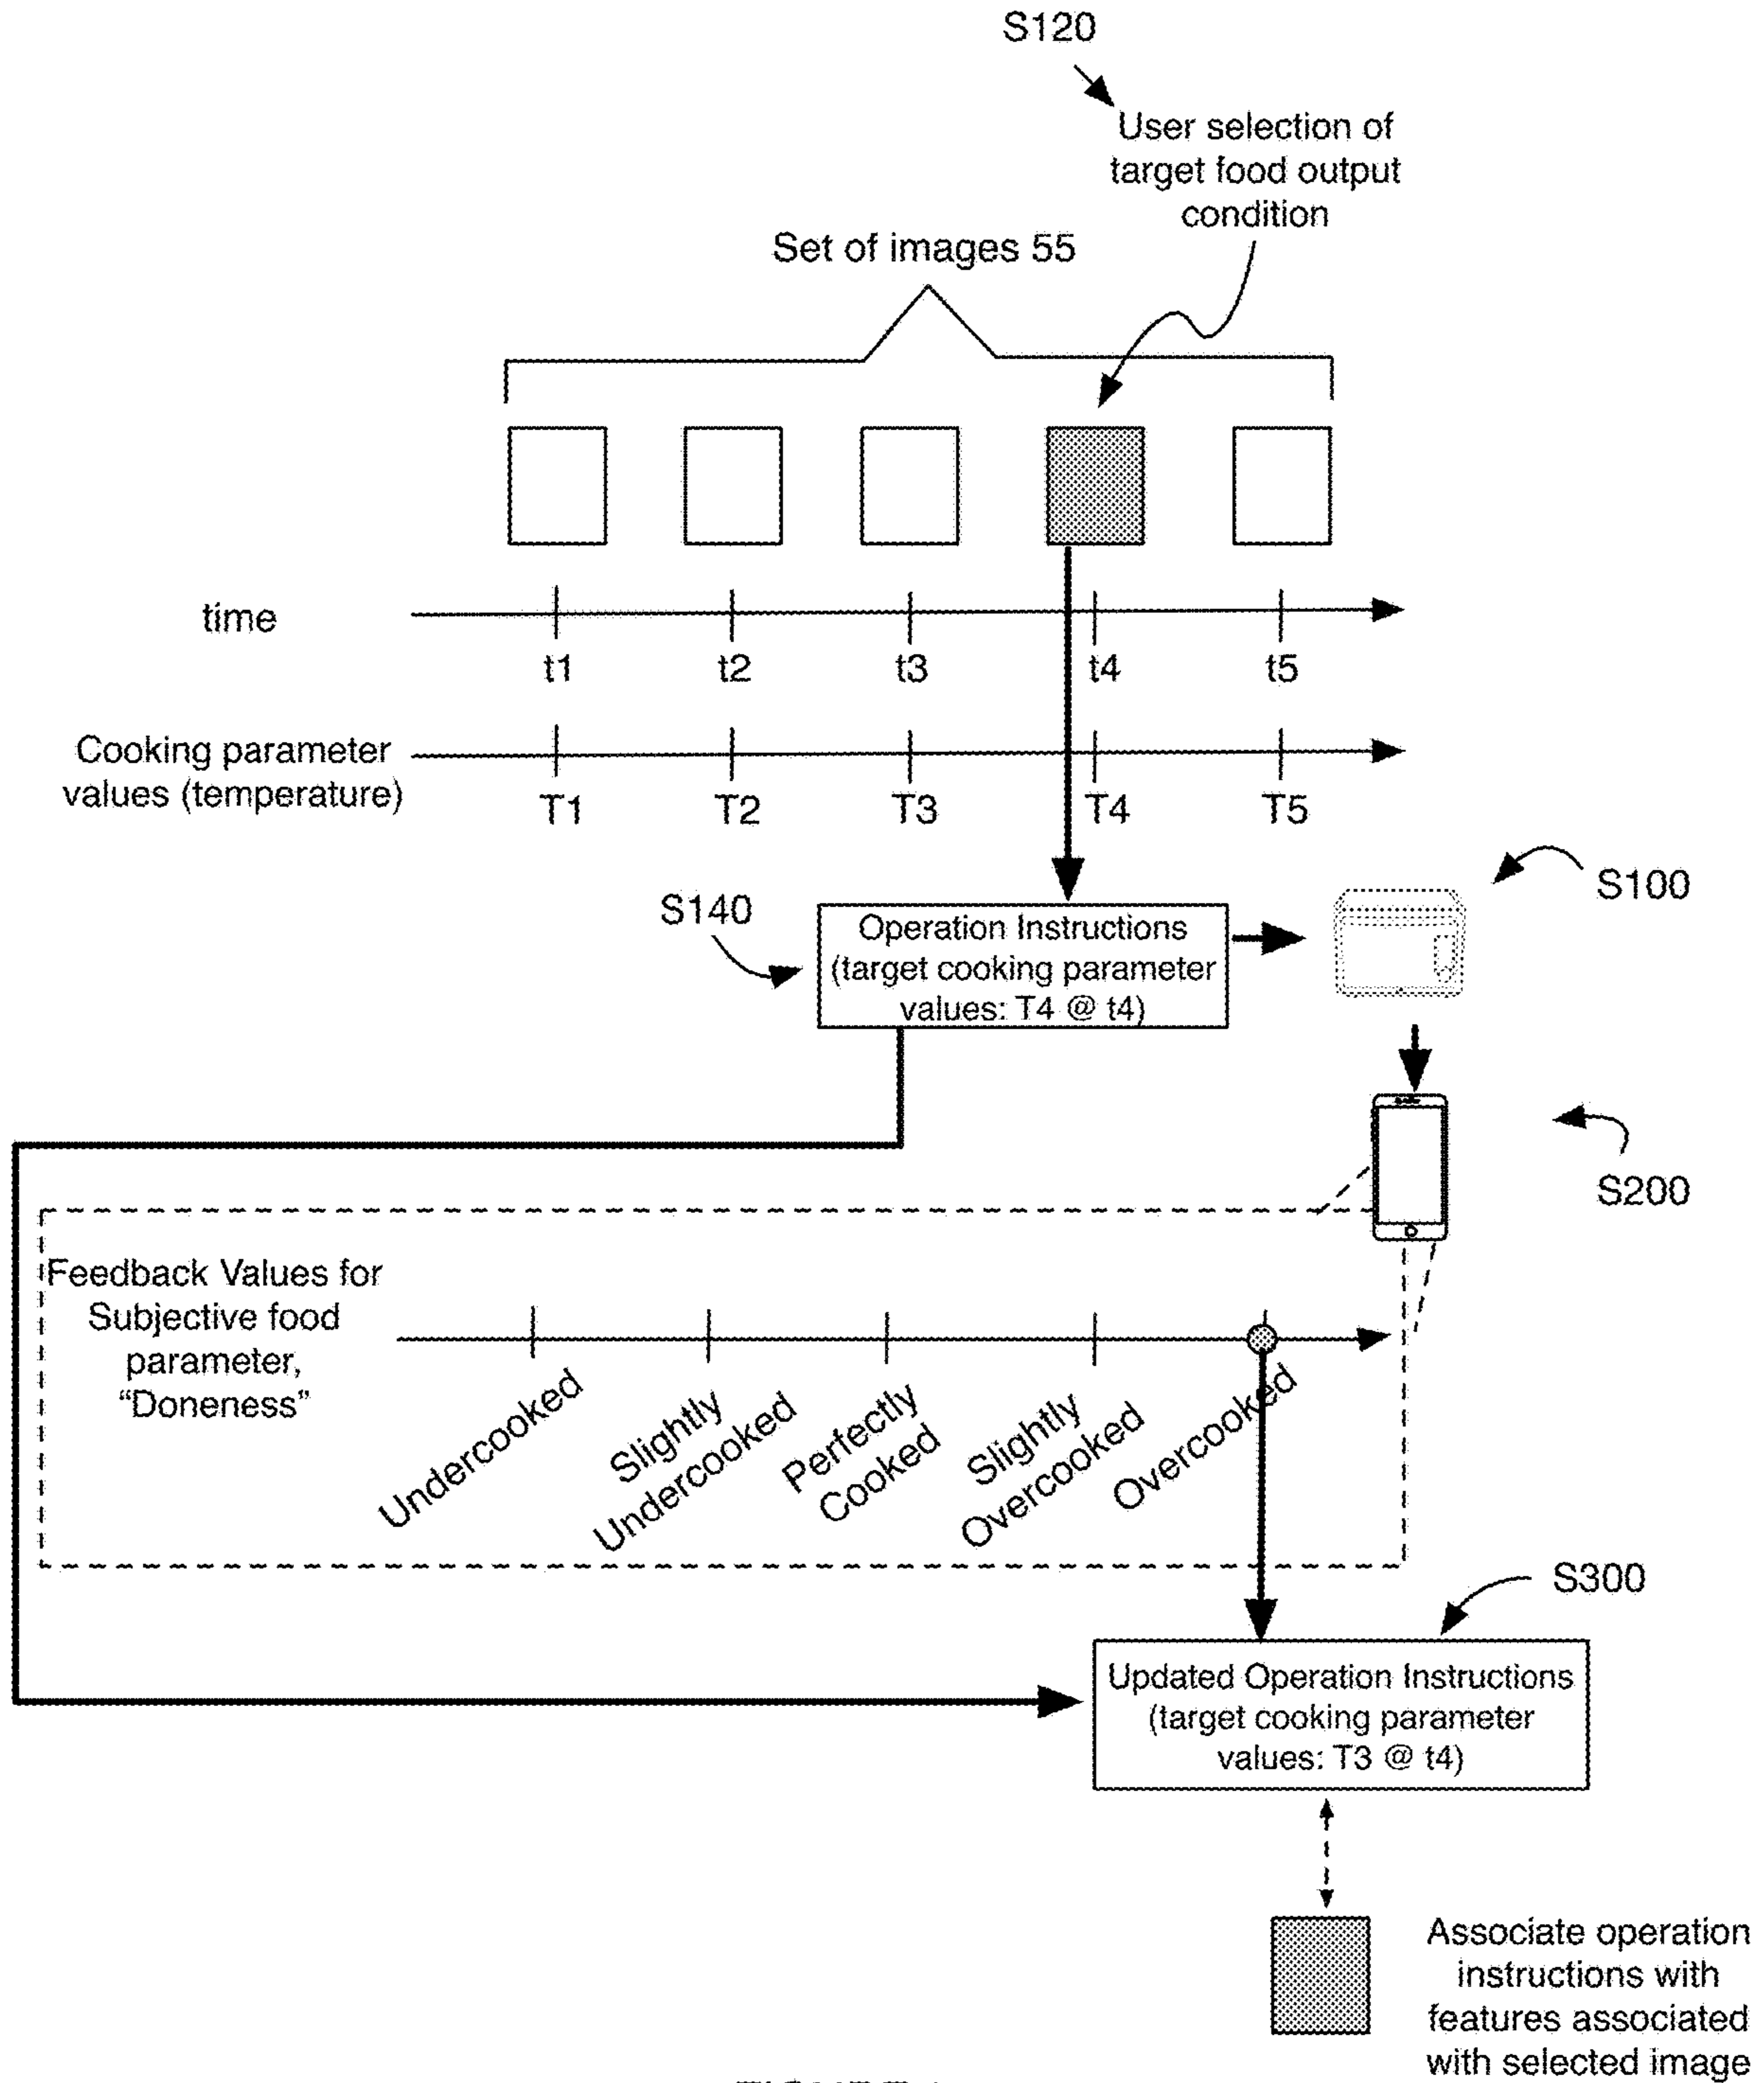 S120
User selection of
target food output
condition
Set of images 55
time
t1 t2 t3 t4 t5
Cooking parameter
values (temperature)
T1 T2 T3 T4 T5
S100
S140
Operation Instructions
(target cooking parameter
values: T4 @ t4)
S200
Feedback Values for
Subjective food
parameter,
“Doneness”
Undercooked
Slightly
Undercooked
Perfectly
Cooked
Slightly
Overcooked
Overcooked
S300
Updated Operation Instructions
(target cooking parameter
values: T3 @ t4)
Associate operation
instructions with
features associated
with selected image